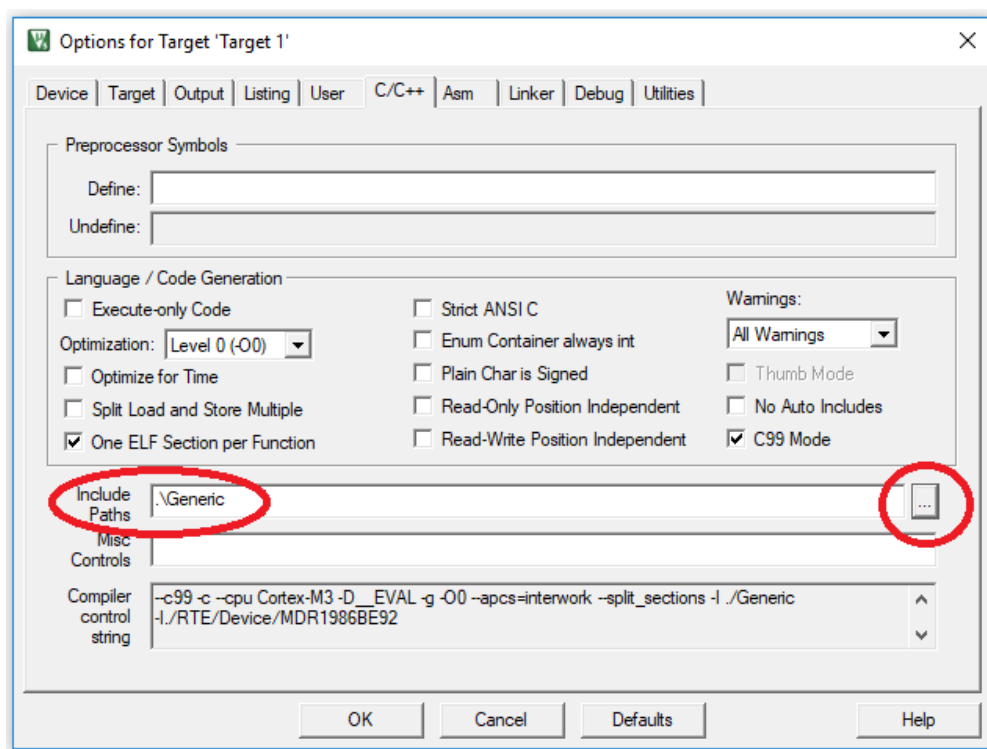 Options for Target 'Target 1'
Device Target Output Listing User C/C++ Asm Linker Debug Utilities
Preprocessor Symbols
Define:
Undefine:
Language / Code Generation
Execute-only Code
Optimization: Level 0 (-O0)
Optimize for Time
Split Load and Store Multiple
One ELF Section per Function
Strict ANSI C
Enum Container always int
Plain Char is Signed
Read-Only Position Independent
Read-Write Position Independent
Warnings:
All Warnings
Thumb Mode
No Auto Includes
C99 Mode
Include
Paths
.\Generic
...
Misc
Controls
Compiler
control
string
--c99 -c --cpu Cortex-M3 -D__EVAL -g -O0 --apcs=interwork --split_sections -I ./Generic
-I./RTE/Device/MDR1986BE92
OK Cancel Defaults Help